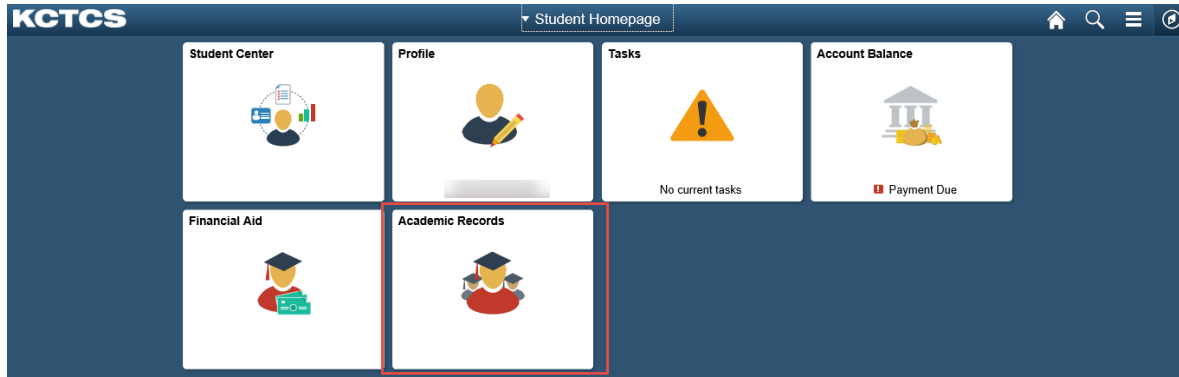 KCTCS
Student Homepage
Student Center
Profile
Tasks
Account Balance
No current tasks
Payment Due
Financial Aid
Academic Records